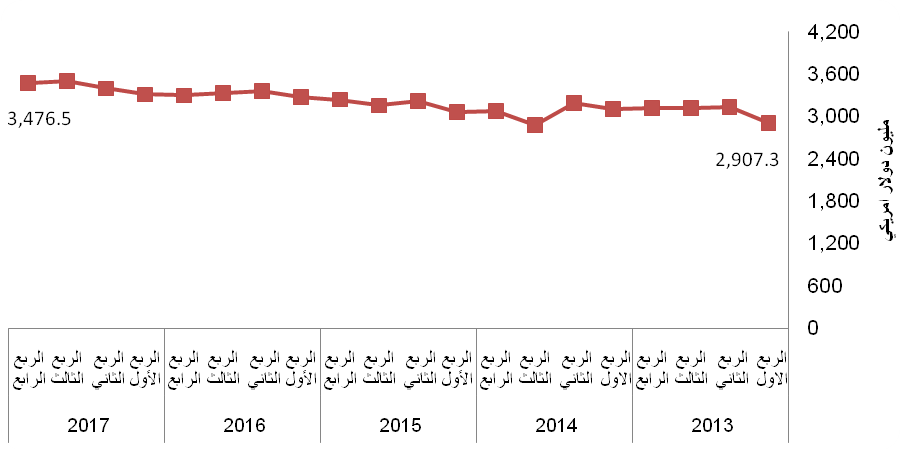 4,200
3,600
3,000
2,400
1,800
1,200
600
0
مليون دولار امريكي
2,907.3
3,476.5
الربع الاول
الربع الثاني
الربع الثالث
الربع الرابع
الربع الاول
الربع الثاني
الربع الثالث
الربع الرابع
الربع الأول
الربع الثاني
الربع الثالث
الربع الرابع
الربع الأول
الربع الثاني
الربع الثالث
الربع الرابع
الربع الأول
الربع الثاني
الربع الثالث
الربع الرابع
2013
2014
2015
2016
2017